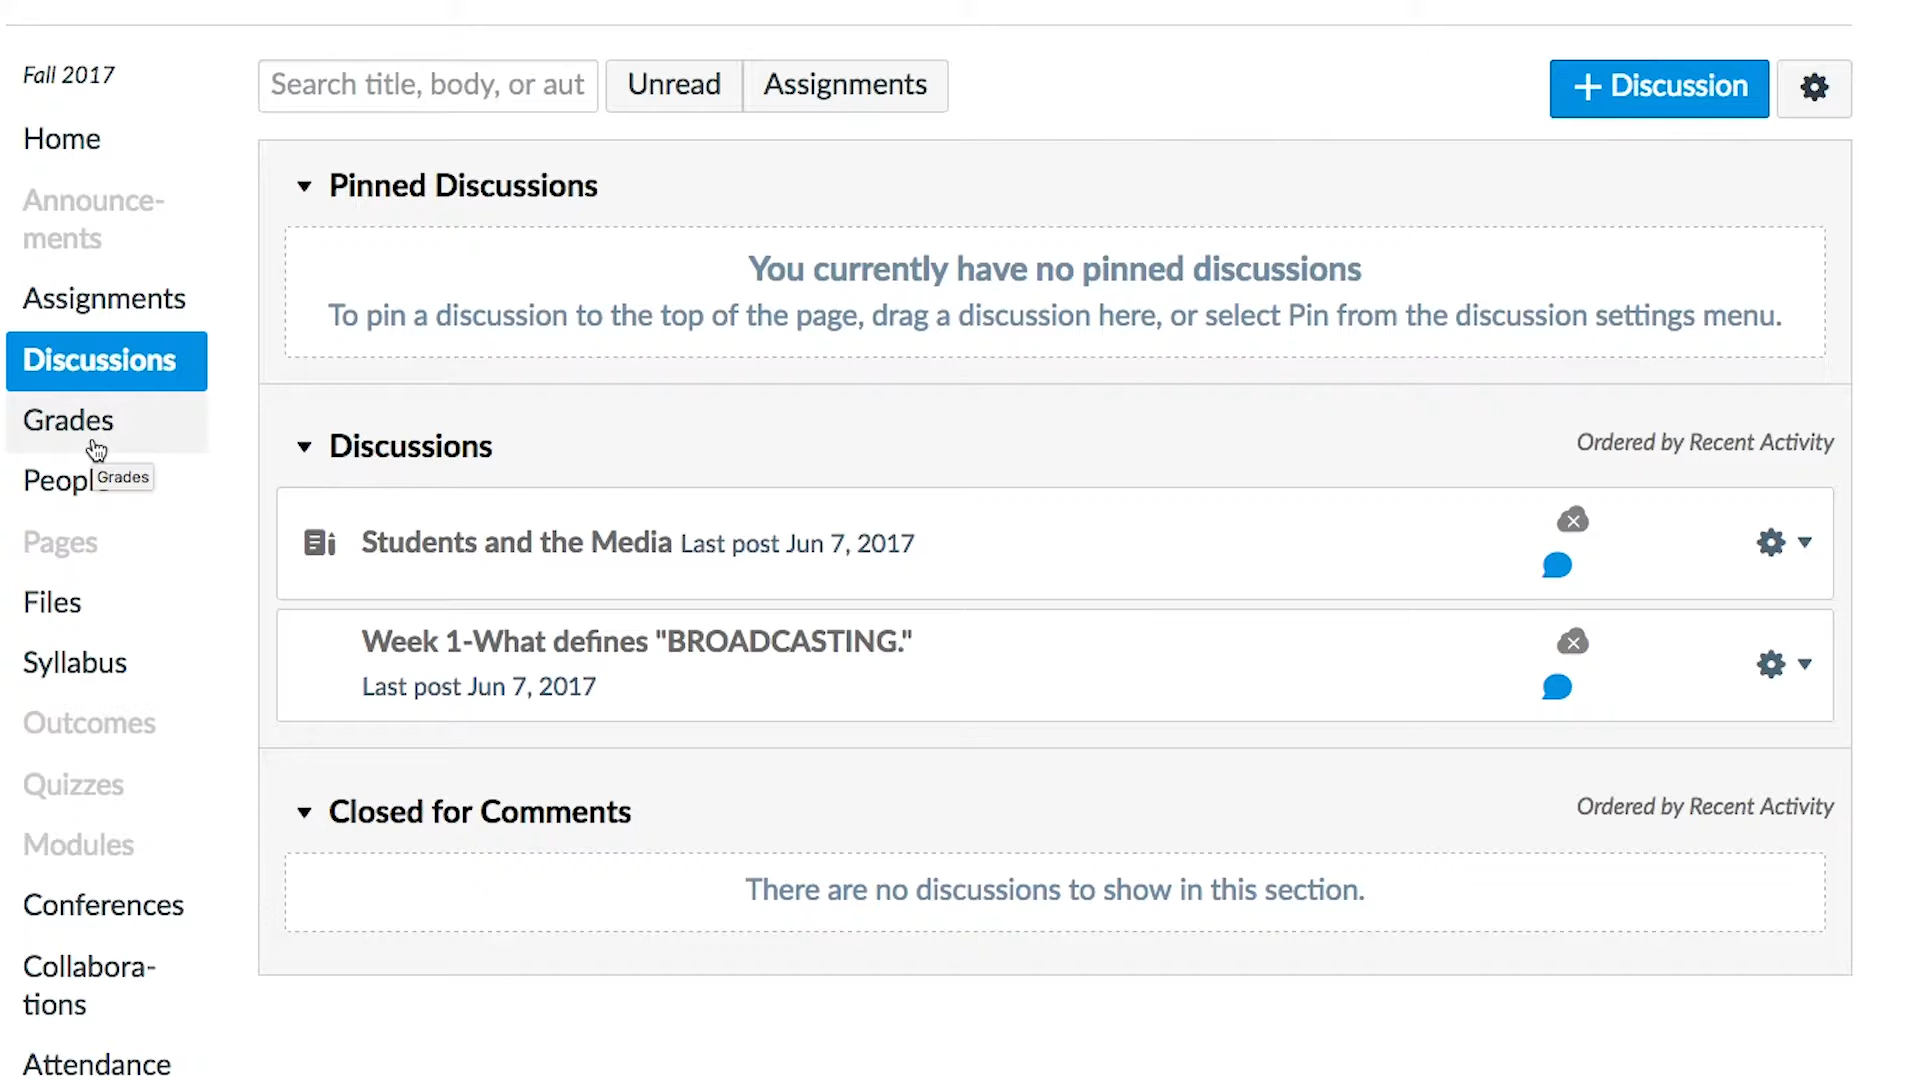 Fall 2017
Home
Announce-
ments
Assignments
Discussions
Grades
Grades
Pages
Files
Syllabus
Outcomes
Quizzes
Modules
Conferences
Collabora-
tions
Attendance
Search title, body, or aut
Unread
Assignments
+ Discussion
Pinned Discussions
You currently have no pinned discussions
To pin a discussion to the top of the page, drag a discussion here, or select Pin from the discussion settings menu.
Discussions
Ordered by Recent Activity
Students and the Media Last post Jun 7, 2017
Week 1-What defines "BROADCASTING."
Last post Jun 7, 2017
Closed for Comments
Ordered by Recent Activity
There are no discussions to show in this section.